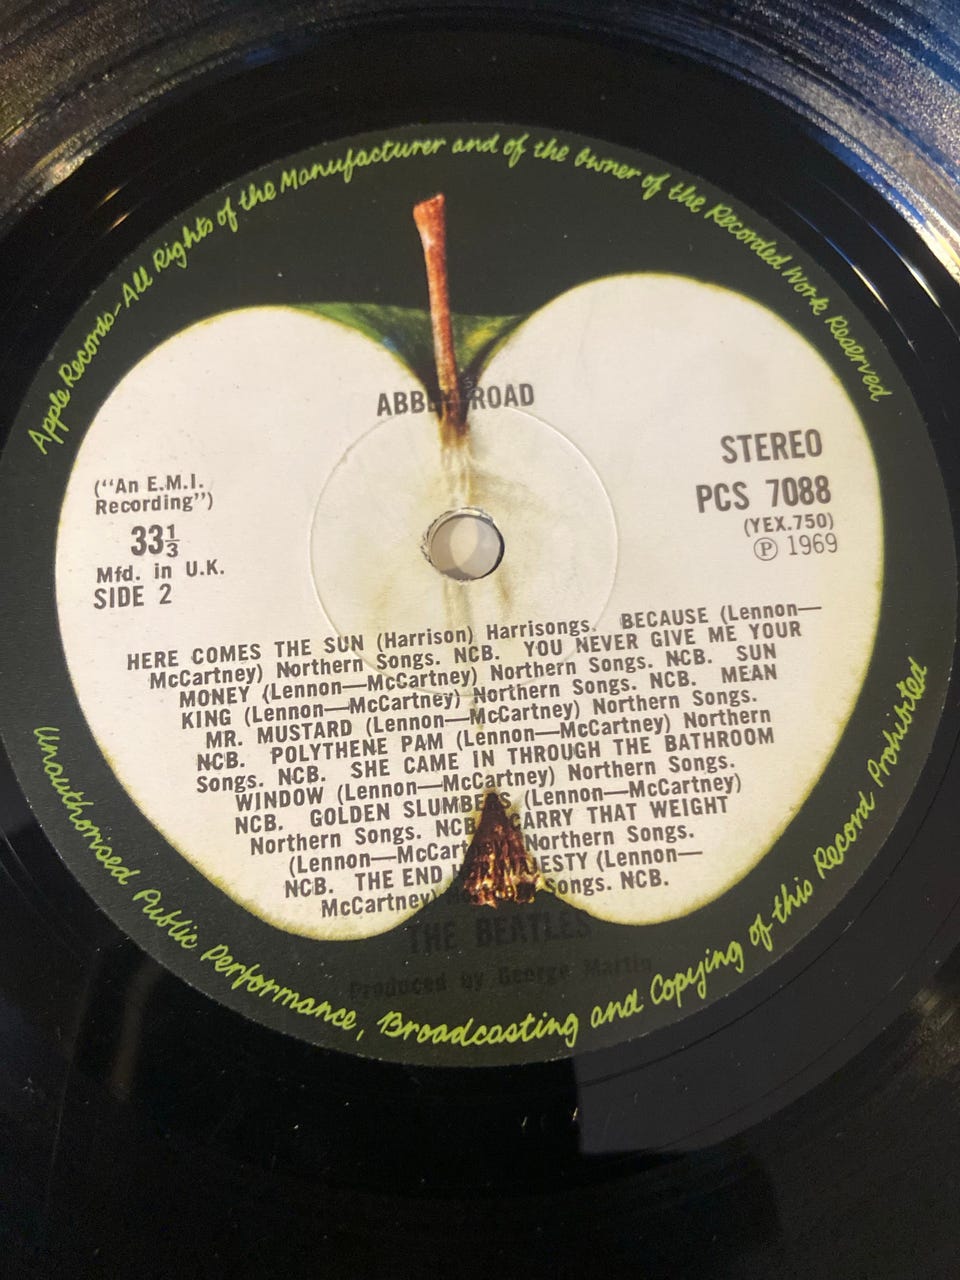 Apple Records-All Rights of the Manufacturer and of the Owner of the Recorded Work Reserved
ABBEY ROAD
STEREO
PCS 7088
(YEX.750)
Ⓟ 1969
(“An E.M.I.
Recording”)
33⅓
Mfd. in U.K.
SIDE 2
HERE COMES THE SUN (Harrison) Harrisongs. BECAUSE (Lennon—
McCartney) Northern Songs. NCB. YOU NEVER GIVE ME YOUR
MONEY (Lennon—McCartney) Northern Songs. NCB. SUN
KING (Lennon—McCartney) Northern Songs. NCB. MEAN
MR. MUSTARD (Lennon—McCartney) Northern Songs.
NCB. POLYTHENE PAM (Lennon—McCartney) Northern
Songs. NCB. SHE CAME IN THROUGH THE BATHROOM
WINDOW (Lennon—McCartney) Northern Songs.
NCB. GOLDEN SLUMBERS (Lennon—McCartney)
Northern Songs. NCB. CARRY THAT WEIGHT
(Lennon—McCartney) Northern Songs.
NCB. THE END HER MAJESTY (Lennon—
McCartney) Northern Songs. NCB.
THE BEATLES
Produced by George Martin
Unauthorised Public Performance, Broadcasting and Copying of this Record Prohibited